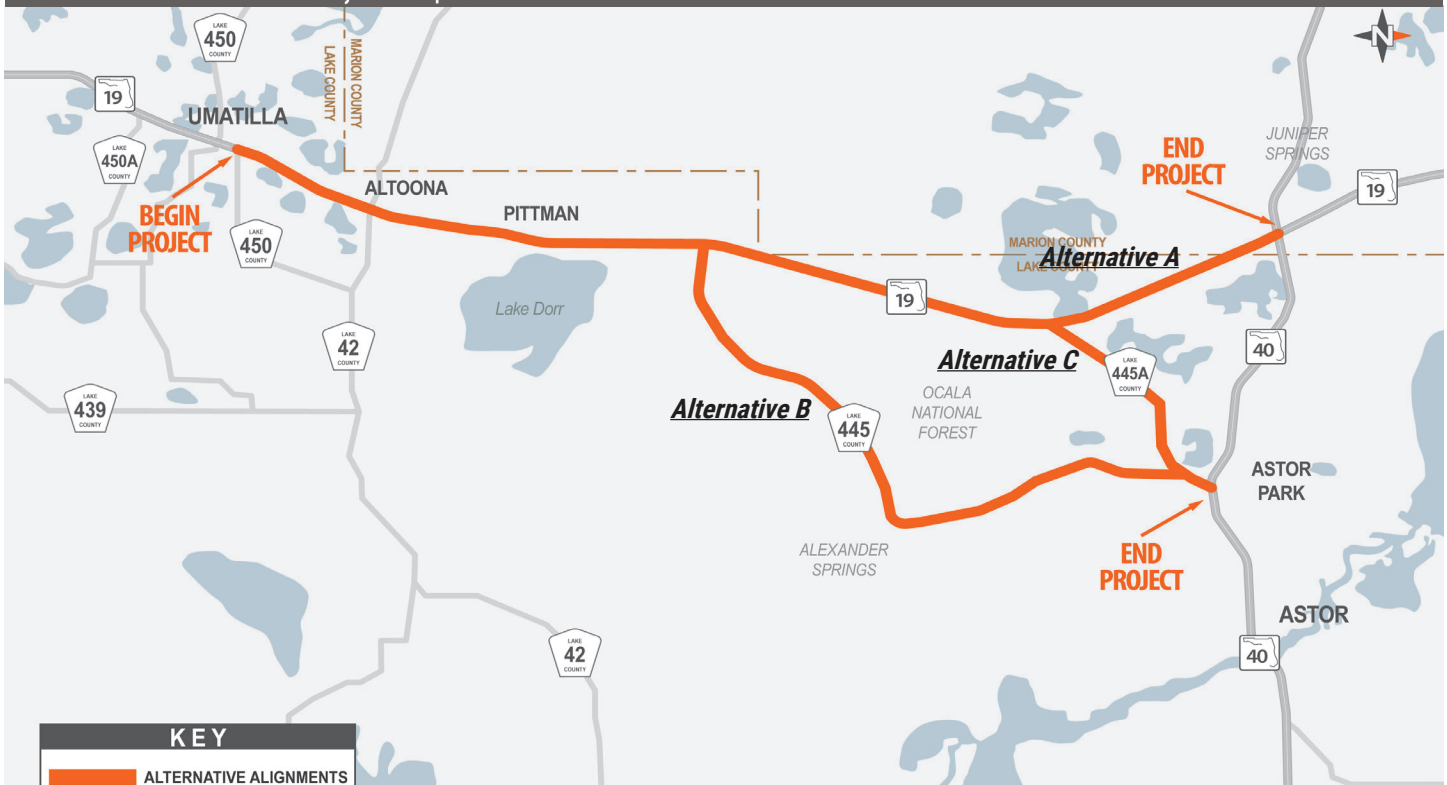 LAKE
450
COUNTY
N
19
MARION COUNTY
LAKE COUNTY
UMATILLA
LAKE
450A
COUNTY
JUNIPER
SPRINGS
END
PROJECT
19
ALTOONA
BEGIN
PROJECT
PITTMAN
LAKE
450
COUNTY
MARION COUNTY
LAKE COUNTY
Alternative A
19
Lake Dorr
LAKE
42
COUNTY
40
Alternative C
LAKE
445A
COUNTY
LAKE
439
COUNTY
Alternative B
OCALA
NATIONAL
FOREST
LAKE
445
COUNTY
ASTOR
PARK
ALEXANDER
SPRINGS
END
PROJECT
ASTOR
LAKE
42
COUNTY
40
KEY
ALTERNATIVE ALIGNMENTS